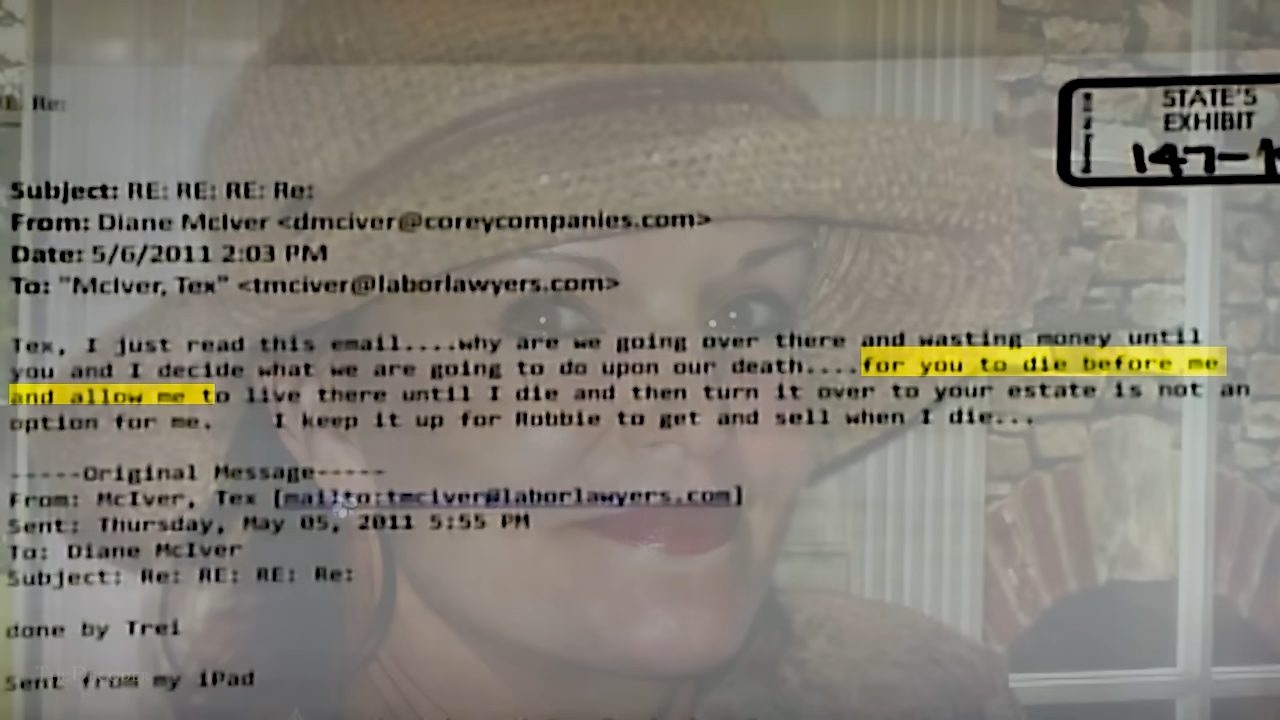 Re:
STATE'S
EXHIBIT
147-1
Subject: RE: RE: RE: Re:
From: Diane McIver <dmciver@coreycompanies.com>
Date: 5/6/2011 2:03 PM
To: "McIver, Tex" <tmciver@laborlawyers.com>
Tex, I just read this email....why are we going over there and wasting money until
you and I decide what we are going to do upon our death....for you to die before me
and allow me to live there until I die and then turn it over to your estate is not an
option for me. I keep it up for Robbie to get and sell when I die...
-----Original Message-----
From: McIver, Tex [mailto:tmciver@laborlawyers.com]
Sent: Thursday, May 05, 2011 5:55 PM
To: Diane McIver
Subject: Re: RE: RE: Re:
done by Trei
Sent from my iPad